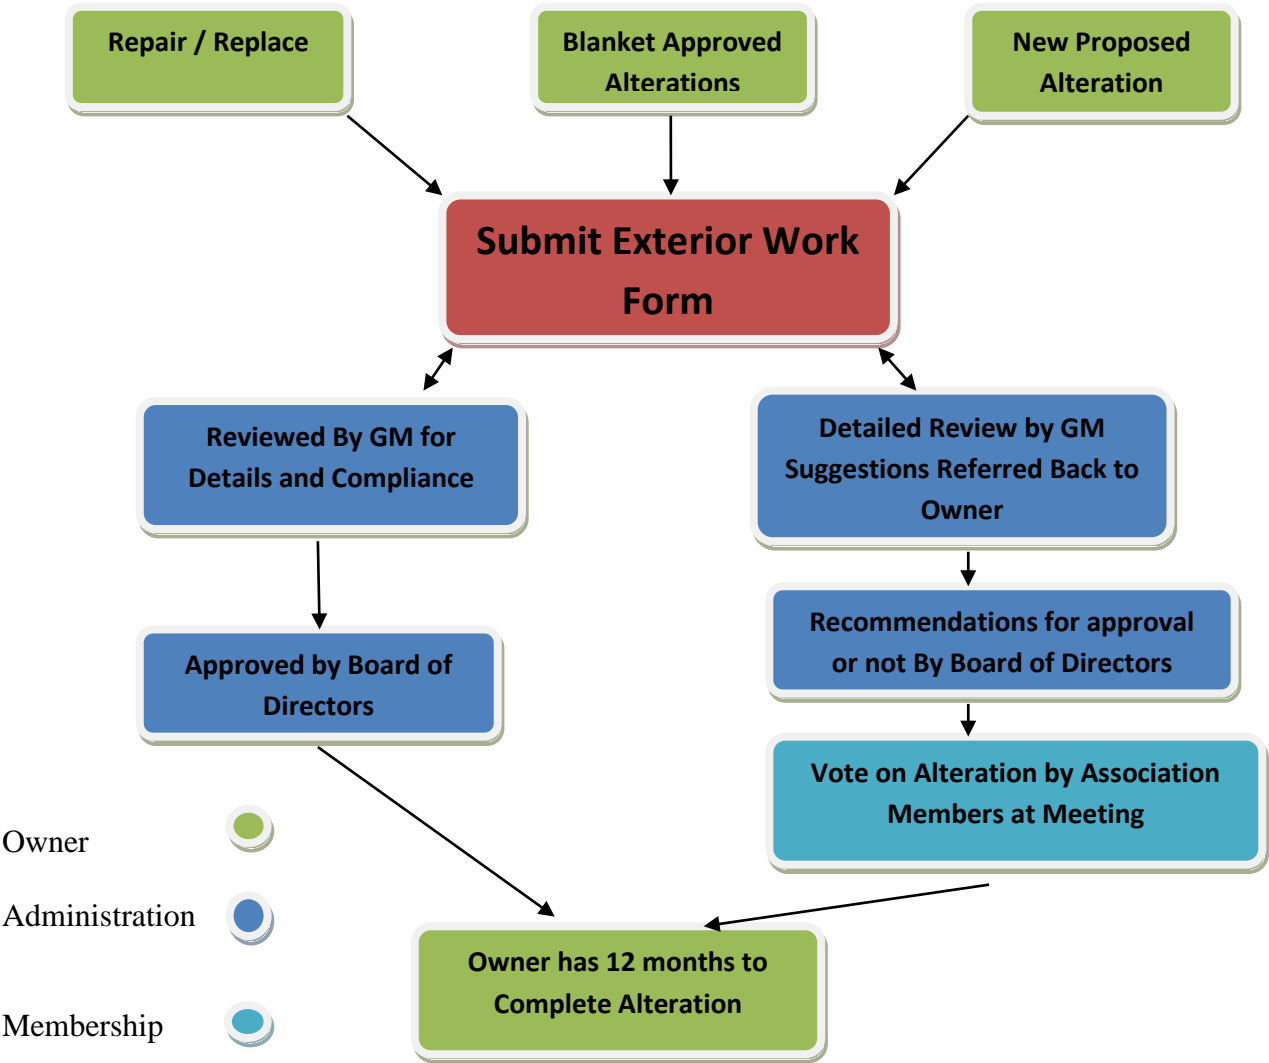 Repair / Replace
Blanket Approved
Alterations
New Proposed
Alteration
Submit Exterior Work
Form
Reviewed By GM for
Details and Compliance
Detailed Review by GM
Suggestions Referred Back to
Owner
Approved by Board of
Directors
Recommendations for approval
or not By Board of Directors
Vote on Alteration by Association
Members at Meeting
Owner
Administration
Membership
Owner has 12 months to
Complete Alteration